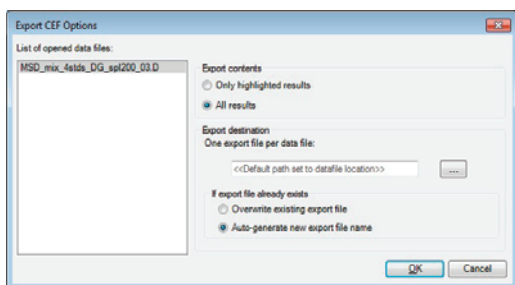 Export CEF Options
List of opened data files:
MSD_mix_4stds_DG_spl200_03.D
Export contents
Only highlighted results
All results
Export destination
One export file per data file:
<<Default path set to datafile location>>
...
If export file already exists
Overwrite existing export file
Auto-generate new export file name
OK
Cancel